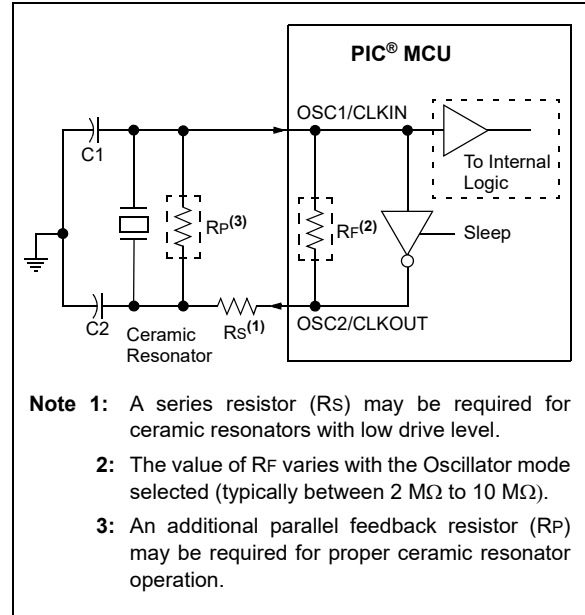 PIC® MCU
OSC1/CLKIN
C1
To Internal
Logic
RP(3)
RF(2)
Sleep
C2
Ceramic
Resonator
RS(1)
OSC2/CLKOUT
Note 1: A series resistor (RS) may be required for
ceramic resonators with low drive level.
2: The value of RF varies with the Oscillator mode
selected (typically between 2 MΩ to 10 MΩ).
3: An additional parallel feedback resistor (RP)
may be required for proper ceramic resonator
operation.